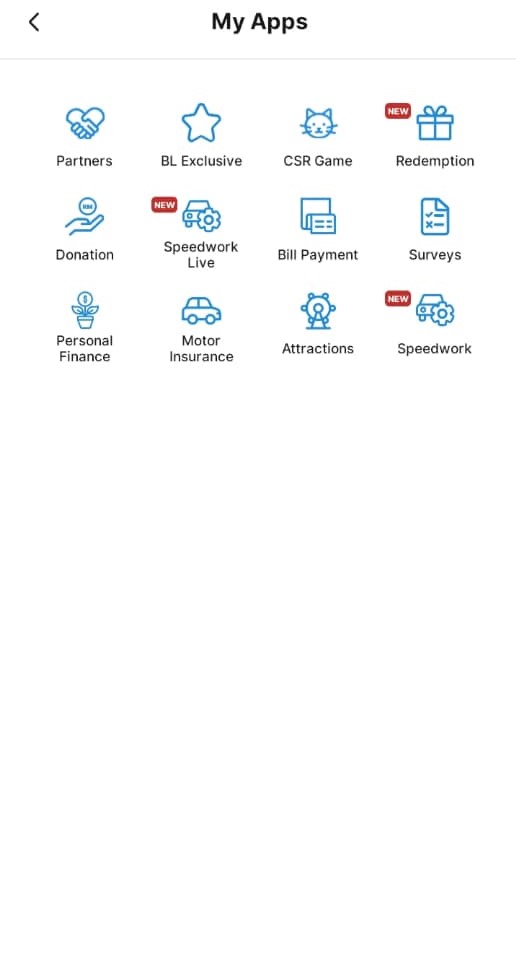 My Apps
NEW
Partners
BL Exclusive
CSR Game
Redemption
RM
NEW
Donation
Speedwork
Live
Bill Payment
Surveys
$
NEW
Personal
Finance
Motor
Insurance
Attractions
Speedwork